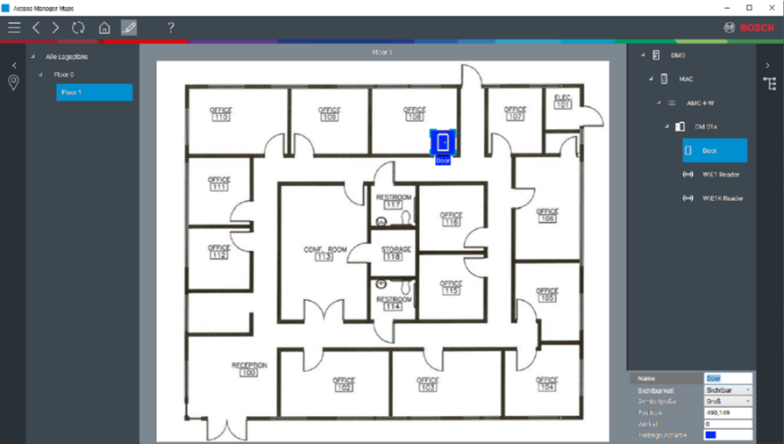 Access Manager Maps
?
BOSCH
Alle Lagepläne
Floor 0
Floor 1
Floor 1
OFFICE
110
OFFICE
109
OFFICE
108
OFFICE
107
ELEC.
101
Door
OFFICE
111
OFFICE
112
CONF. ROOM
113
RESTROOM
117
STORAGE
118
RESTROOM
114
OFFICE
116
OFFICE
115
OFFICE
106
OFFICE
105
RECEPTION
100
OFFICE
102
OFFICE
103
OFFICE
104
DMS
MAC
AMC 4-W
DM 01a
Door
WIE1 Reader
WIE1K Reader
Name
Door
Sichtbarkeit
Sichtbar
Symbolgröße
Groß
Position
490,149
Winkel
0
Hintergrundfarbe